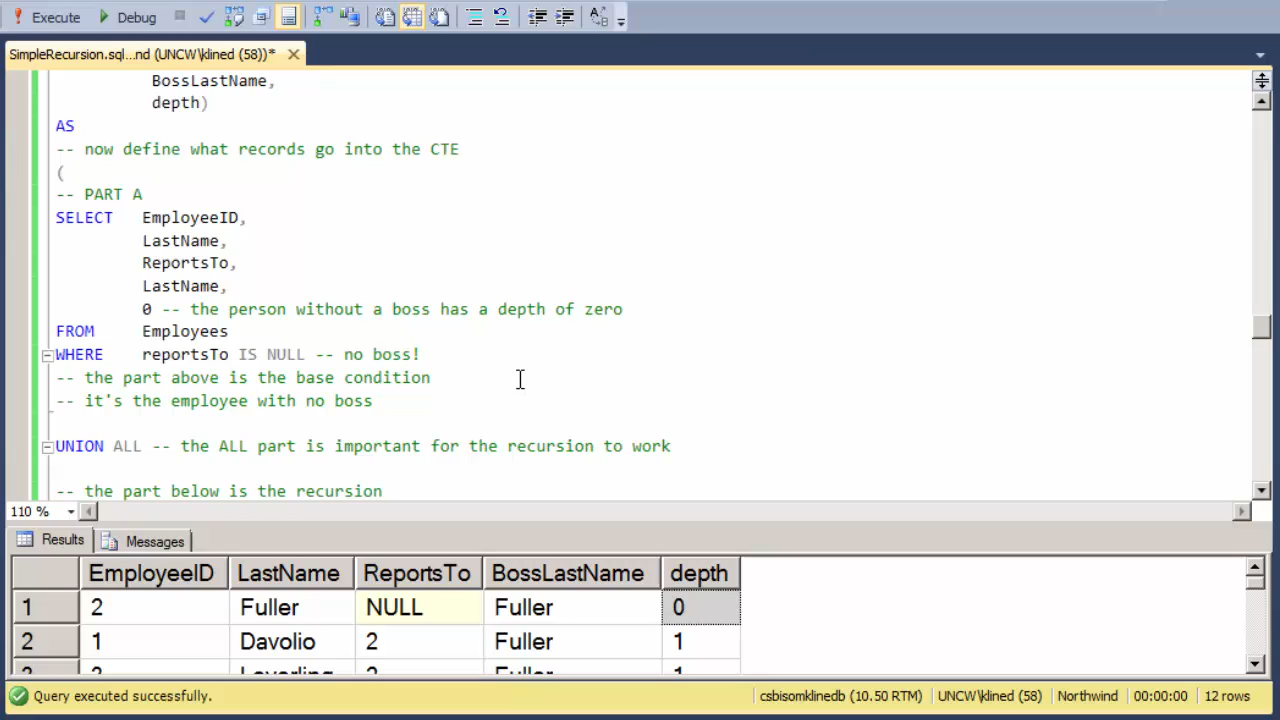 Execute Debug
SimpleRecursion.sql...nd (UNCW\klined (58))*
BossLastName,
depth)
AS
-- now define what records go into the CTE
(
-- PART A
SELECT EmployeeID,
LastName,
ReportsTo,
LastName,
0 -- the person without a boss has a depth of zero
FROM Employees
WHERE reportsTo IS NULL -- no boss!
-- the part above is the base condition
-- it's the employee with no boss
UNION ALL -- the ALL part is important for the recursion to work
-- the part below is the recursion
110 %
Results Messages
EmployeeID LastName ReportsTo BossLastName depth
1 2 Fuller NULL Fuller 0
2 1 Davolio 2 Fuller 1
Query executed successfully. csbisomklinedb (10.50 RTM) UNCW\klined (58) Northwind 00:00:00 12 rows